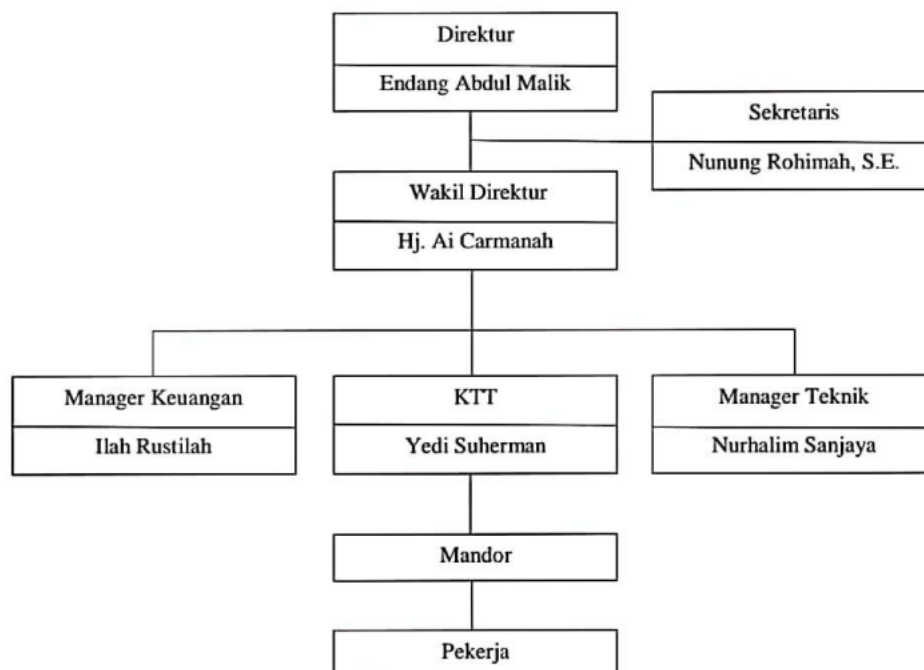 Direktur
Endang Abdul Malik
Sekretaris
Nunung Rohimah, S.E.
Wakil Direktur
Hj. Ai Carmanah
Manager Keuangan
Ilah Rustilah
KTT
Yedi Suherman
Manager Teknik
Nurhalim Sanjaya
Mandor
Pekerja